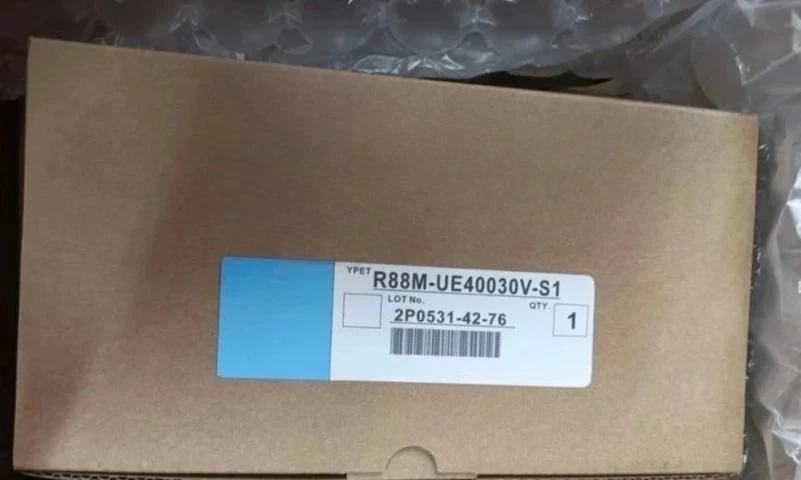 YPET R88M-UE40030V-S1
LOT No.
QTY
2P0531-42-76
1